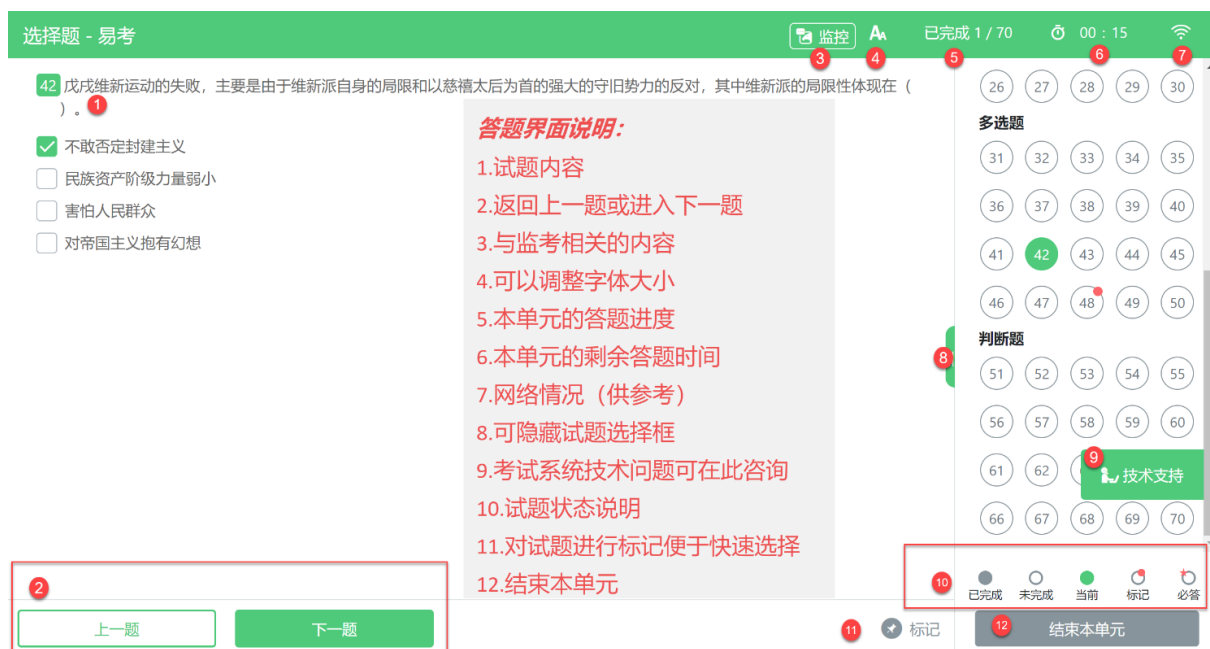 选择题 - 易考
监控
AA
已完成 1 / 70
00 : 15
3
4
5
6
7
42 戊戌维新运动的失败，主要是由于维新派自身的局限和以慈禧太后为首的强大的守旧势力的反对，其中维新派的局限性体现在（
）。
1
不敢否定封建主义
民族资产阶级力量弱小
害怕人民群众
对帝国主义抱有幻想
答题界面说明：
1.试题内容
2.返回上一题或进入下一题
3.与监考相关的内容
4.可以调整字体大小
5.本单元的答题进度
6.本单元的剩余答题时间
7.网络情况（供参考）
8.可隐藏试题选择框
9.考试系统技术问题可在此咨询
10.试题状态说明
11.对试题进行标记便于快速选择
12.结束本单元
26 27 28 29 30
多选题
31 32 33 34 35
36 37 38 39 40
41 42 43 44 45
46 47 48 49 50
判断题
8
51 52 53 54 55
56 57 58 59 60
9
61 62
技术支持
66 67 68 69 70
10
已完成 未完成 当前 标记 必答
2
上一题
下一题
11
标记
12
结束本单元